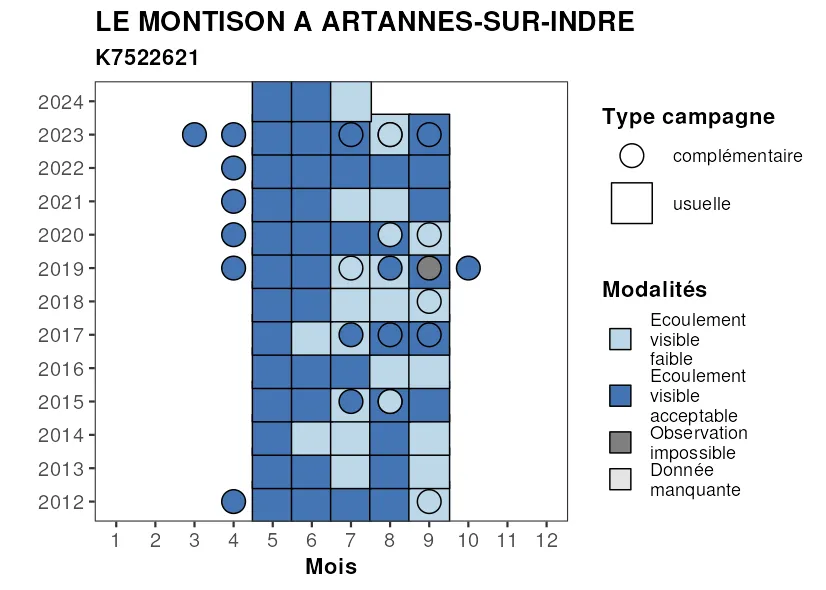 LE MONTISON A ARTANNES-SUR-INDRE
K7522621
2024
2023
2022
2021
2020
2019
2018
2017
2016
2015
2014
2013
2012
1 2 3 4 5 6 7 8 9 10 11 12
Mois
Type campagne
complémentaire
usuelle
Modalités
Ecoulement
visible
faible
Ecoulement
visible
acceptable
Observation
impossible
Donnée
manquante